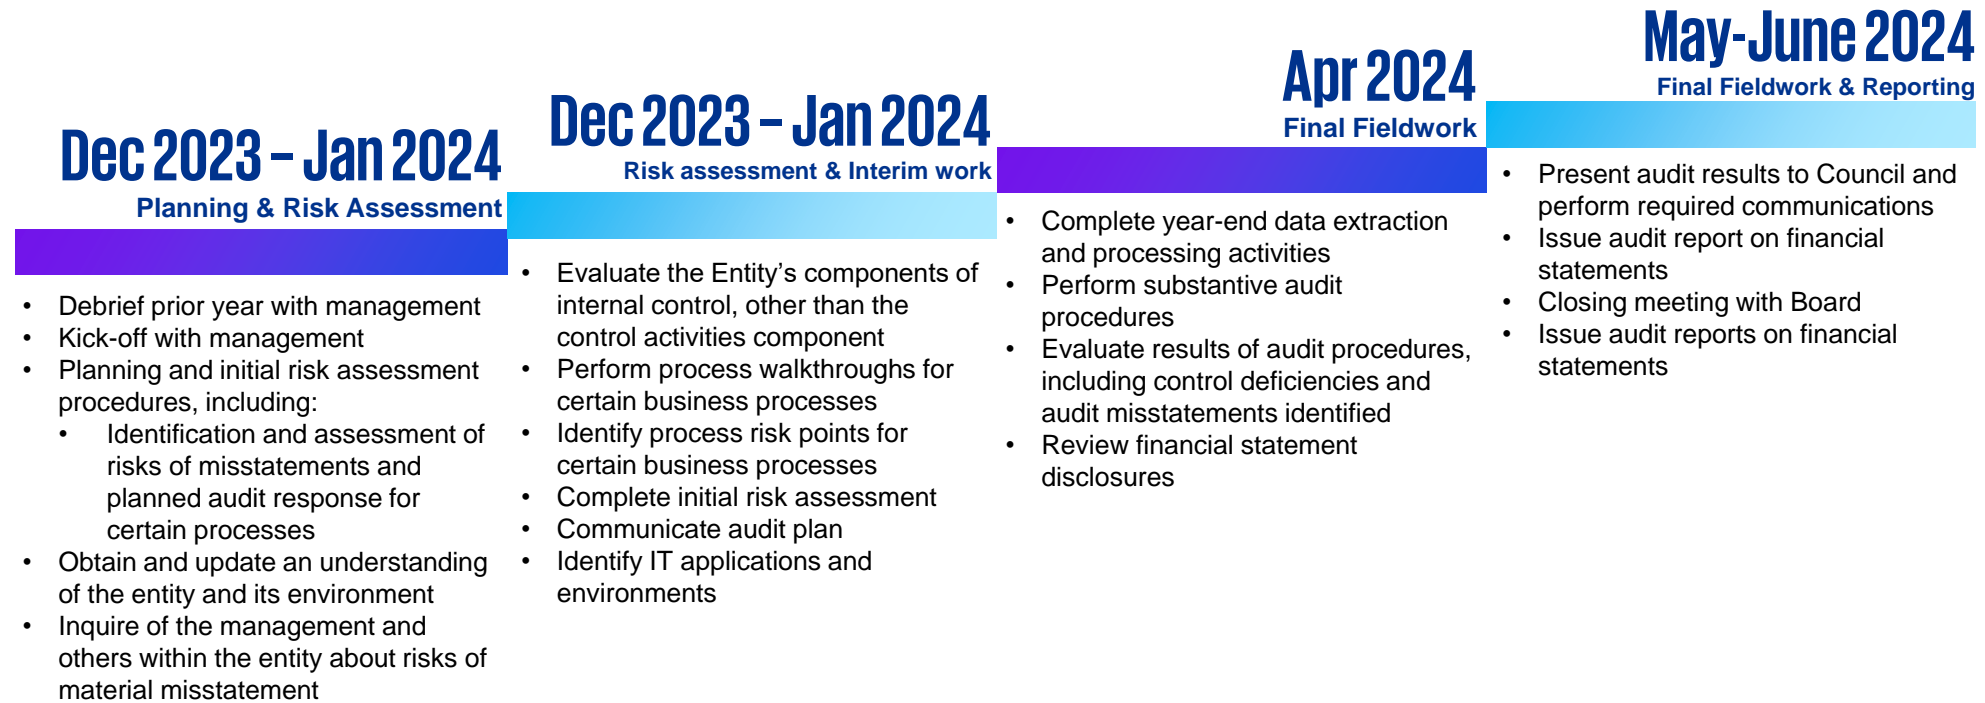 Dec 2023 – Jan 2024
Planning & Risk Assessment
• Debrief prior year with management
• Kick-off with management
• Planning and initial risk assessment
procedures, including:
• Identification and assessment of
risks of misstatements and
planned audit response for
certain processes
• Obtain and update an understanding
of the entity and its environment
• Inquire of the management and
others within the entity about risks of
material misstatement
Dec 2023 – Jan 2024
Risk assessment & Interim work
• Evaluate the Entity’s components of
internal control, other than the
control activities component
• Perform process walkthroughs for
certain business processes
• Identify process risk points for
certain business processes
• Complete initial risk assessment
• Communicate audit plan
• Identify IT applications and
environments
Apr 2024
Final Fieldwork
• Complete year-end data extraction
and processing activities
• Perform substantive audit
procedures
• Evaluate results of audit procedures,
including control deficiencies and
audit misstatements identified
• Review financial statement
disclosures
May-June 2024
Final Fieldwork & Reporting
• Present audit results to Council and
perform required communications
• Issue audit report on financial
statements
• Closing meeting with Board
• Issue audit reports on financial
statements